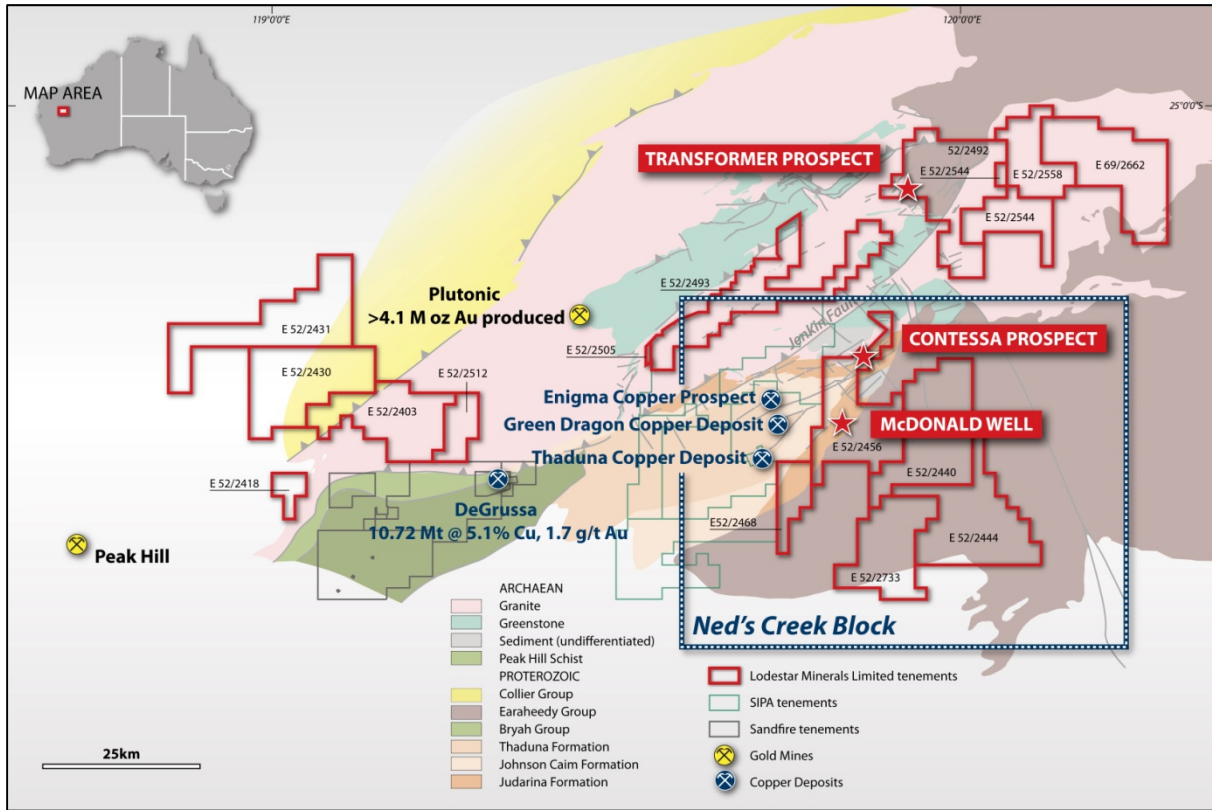 119°0'0"E
120°0'0"E
MAP AREA
25°0'0"S
TRANSFORMER PROSPECT
52/2492
E 52/2544
E 52/2558
E 69/2662
E 52/2544
E 52/2493
Plutonic
>4.1 M oz Au produced
E 52/2431
E 52/2505
Jenkin Fault
CONTESSA PROSPECT
E 52/2430
E 52/2512
E 52/2403
Enigma Copper Prospect
Green Dragon Copper Deposit
McDONALD WELL
Thaduna Copper Deposit
E 52/2456
E 52/2440
E 52/2418
DeGrussa
10.72 Mt @ 5.1% Cu, 1.7 g/t Au
E52/2468
E 52/2444
Peak Hill
E 52/2733
Ned's Creek Block
ARCHAEAN
Granite
Greenstone
Sediment (undifferentiated)
Peak Hill Schist
PROTEROZOIC
Collier Group
Earaheedy Group
Bryah Group
Thaduna Formation
Johnson Caim Formation
Judarina Formation
Lodestar Minerals Limited tenements
SIPA tenements
Sandfire tenements
Gold Mines
Copper Deposits
25km